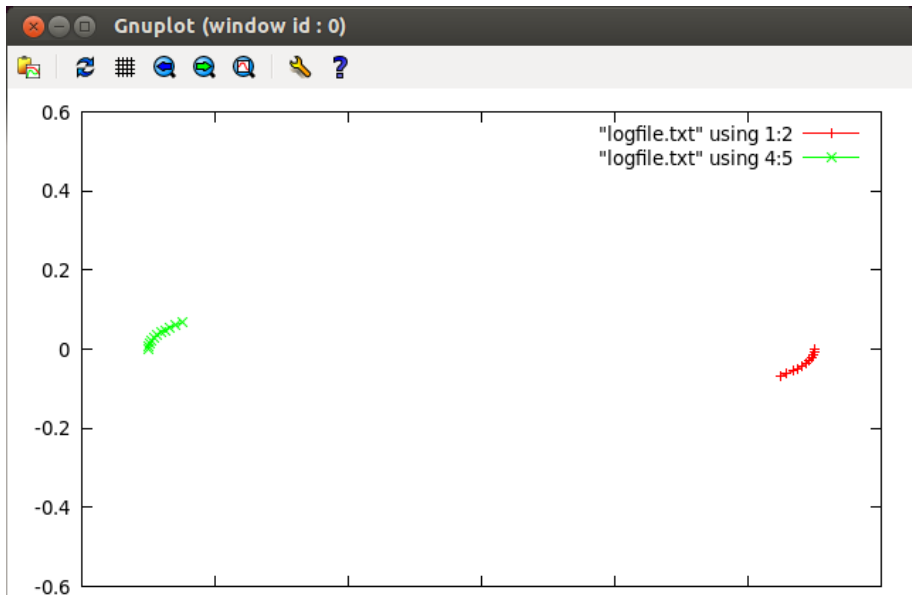 Gnuplot (window id : 0)
?
0.6
"logfile.txt" using 1:2
"logfile.txt" using 4:5
0.4
0.2
0
-0.2
-0.4
-0.6